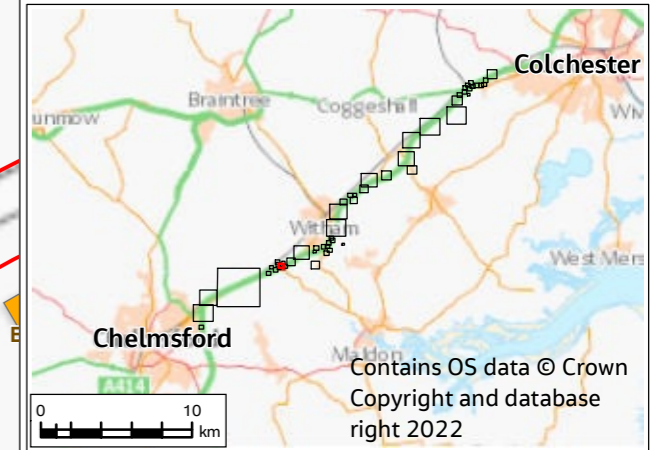 Colchester
Braintree
Coggeshall
unmow
Witham
West Mers
Chelmsford
Maldon
Contains OS data © Crown
Copyright and database
right 2022
A414
0 10
km